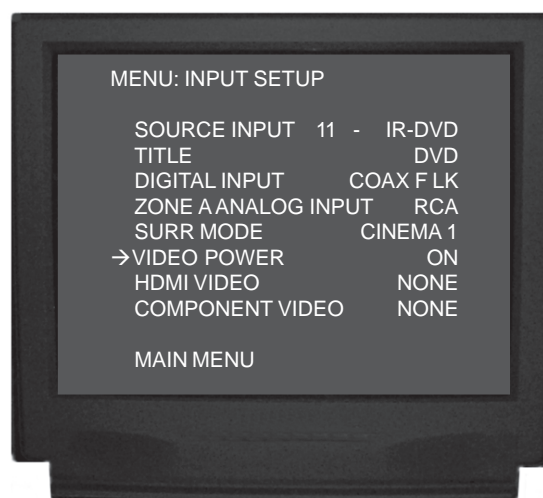 MENU: INPUT SETUP
SOURCE INPUT 11 - IR-DVD
TITLE DVD
DIGITAL INPUT COAX F LK
ZONE A ANALOG INPUT RCA
SURR MODE CINEMA 1
→VIDEO POWER ON
HDMI VIDEO NONE
COMPONENT VIDEO NONE
MAIN MENU